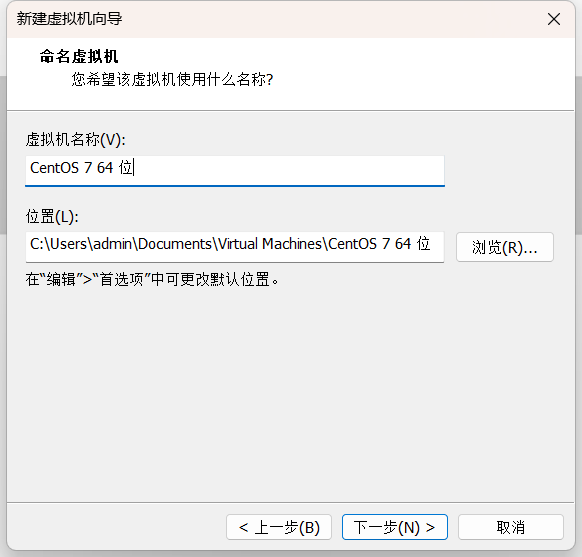 新建虚拟机向导
命名虚拟机
您希望该虚拟机使用什么名称?
虚拟机名称(V):
CentOS 7 64 位
位置(L):
C:\Users\admin\Documents\Virtual Machines\CentOS 7 64 位
浏览(R)...
在“编辑”>“首选项”中可更改默认位置。
< 上一步(B)
下一步(N) >
取消